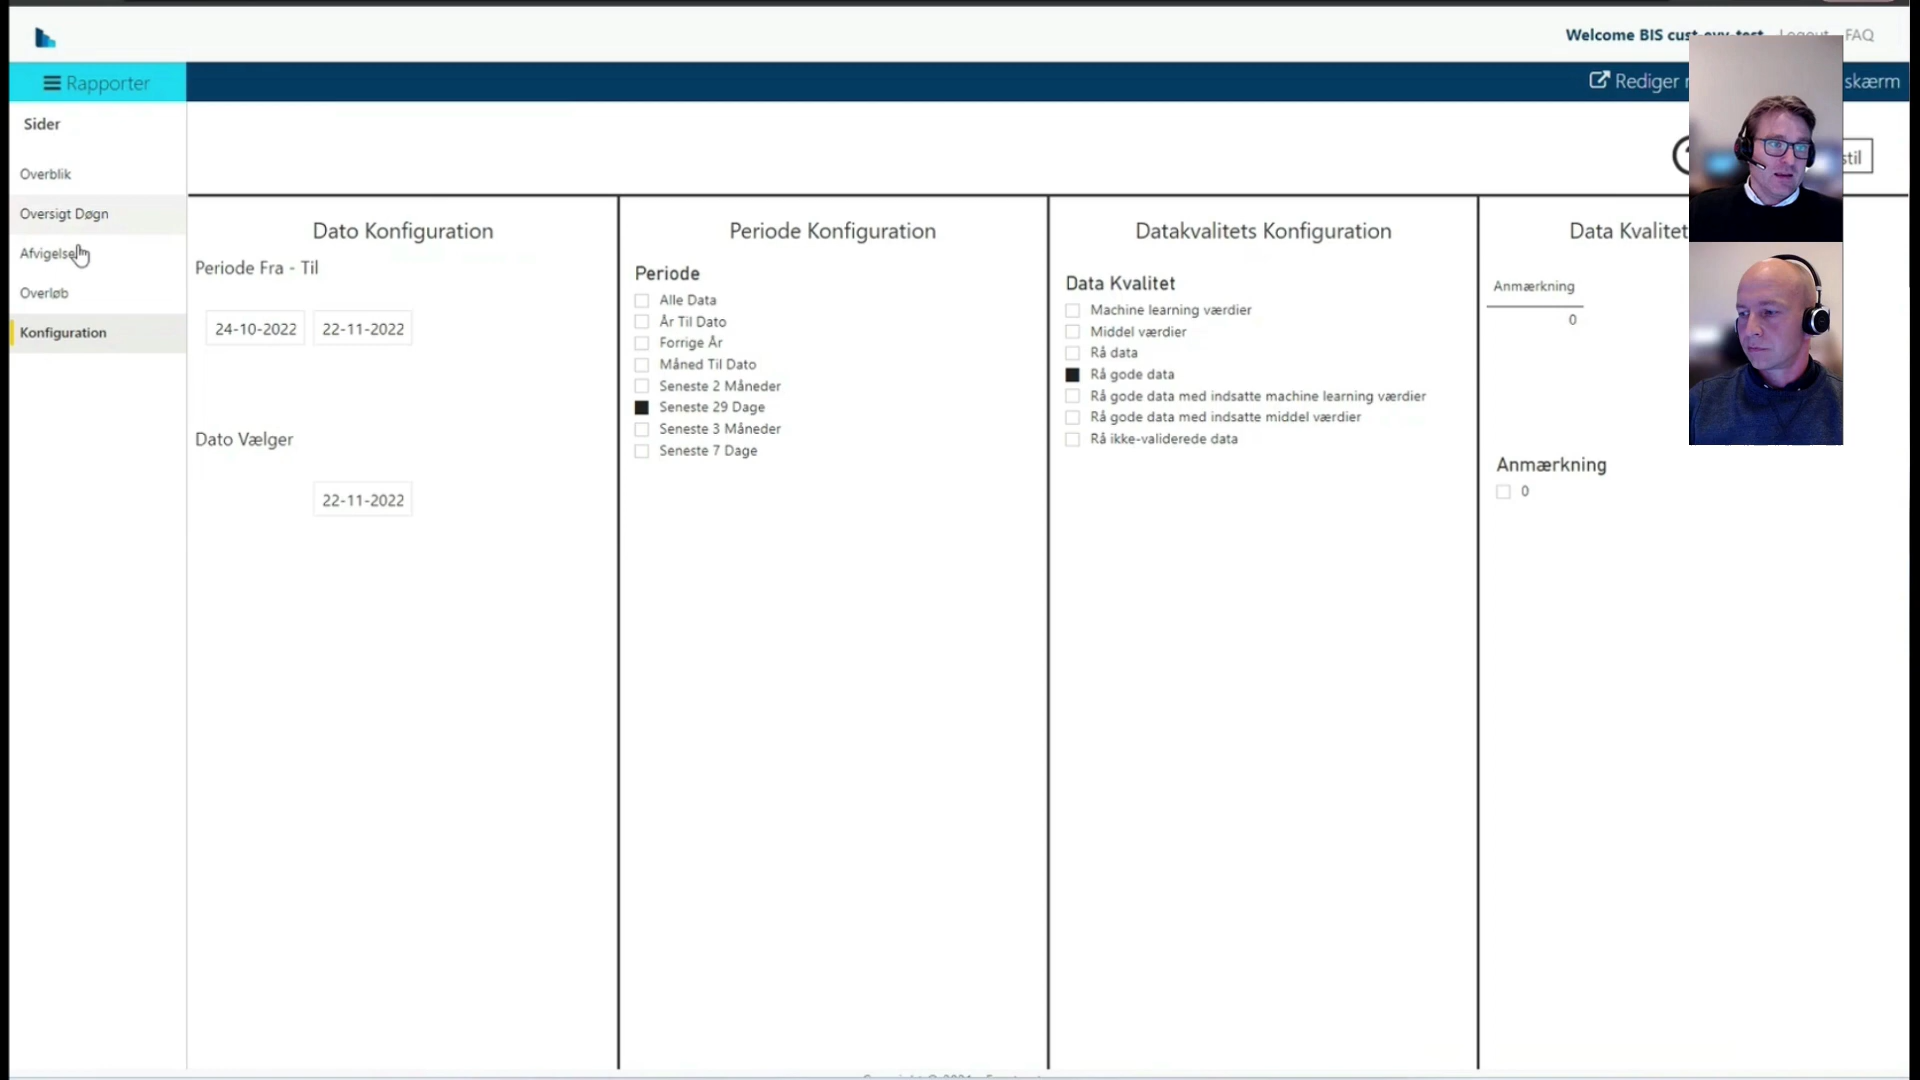 Welcome BIS cust-evv-test Logout FAQ
Rapporter
Rediger
skærm
Sider
stil
Overblik
Oversigt Døgn
Afvigelse
Overløb
Konfiguration
Dato Konfiguration
Periode Fra - Til
24-10-2022 22-11-2022
Dato Vælger
22-11-2022
Periode Konfiguration
Periode
Alle Data
År Til Dato
Forrige År
Måned Til Dato
Seneste 2 Måneder
Seneste 29 Dage
Seneste 3 Måneder
Seneste 7 Dage
Datakvalitets Konfiguration
Data Kvalitet
Machine learning værdier
Middel værdier
Rå data
Rå gode data
Rå gode data med indsatte machine learning værdier
Rå gode data med indsatte middel værdier
Rå ikke-validerede data
Data Kvalitet
Anmærkning
0
Anmærkning
0